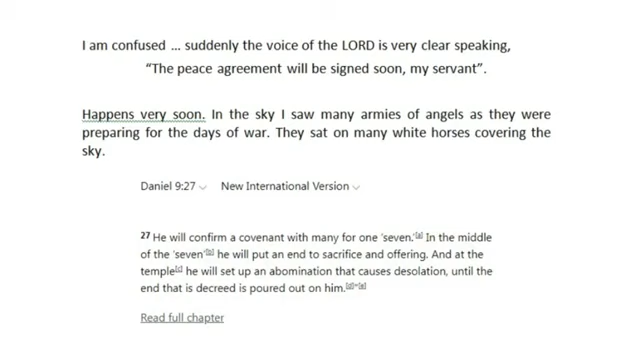 I am confused ... suddenly the voice of the LORD is very clear speaking,
“The peace agreement will be signed soon, my servant”.
Happens very soon. In the sky I saw many armies of angels as they were
preparing for the days of war. They sat on many white horses covering the
sky.
Daniel 9:27 New International Version
27 He will confirm a covenant with many for one ‘seven.’[a] In the middle
of the ‘seven’[b] he will put an end to sacrifice and offering. And at the
temple[c] he will set up an abomination that causes desolation, until the
end that is decreed is poured out on him.[d]”[e]
Read full chapter